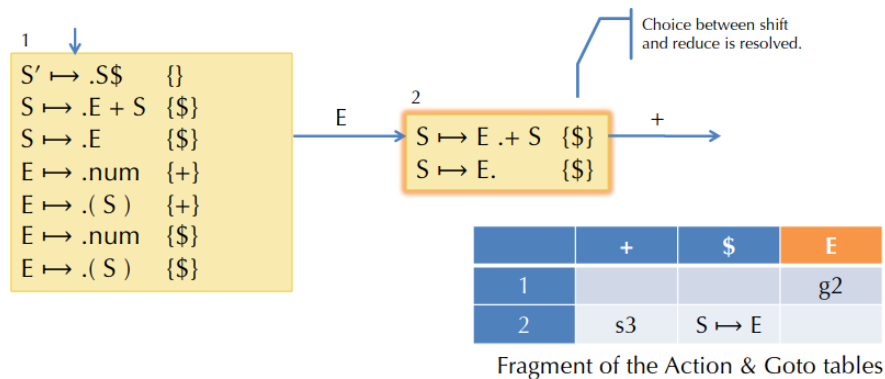 Choice between shift
and reduce is resolved.
1
S′ ⟼ .S$ {}
S ⟼ .E + S {$}
S ⟼ .E {$}
E ⟼ .num {+}
E ⟼ .( S ) {+}
E ⟼ .num {$}
E ⟼ .( S ) {$}
E
2
S ⟼ E .+ S {$}
S ⟼ E. {$}
+
+ $ E
1 g2
2 s3 S ⟼ E
Fragment of the Action & Goto tables